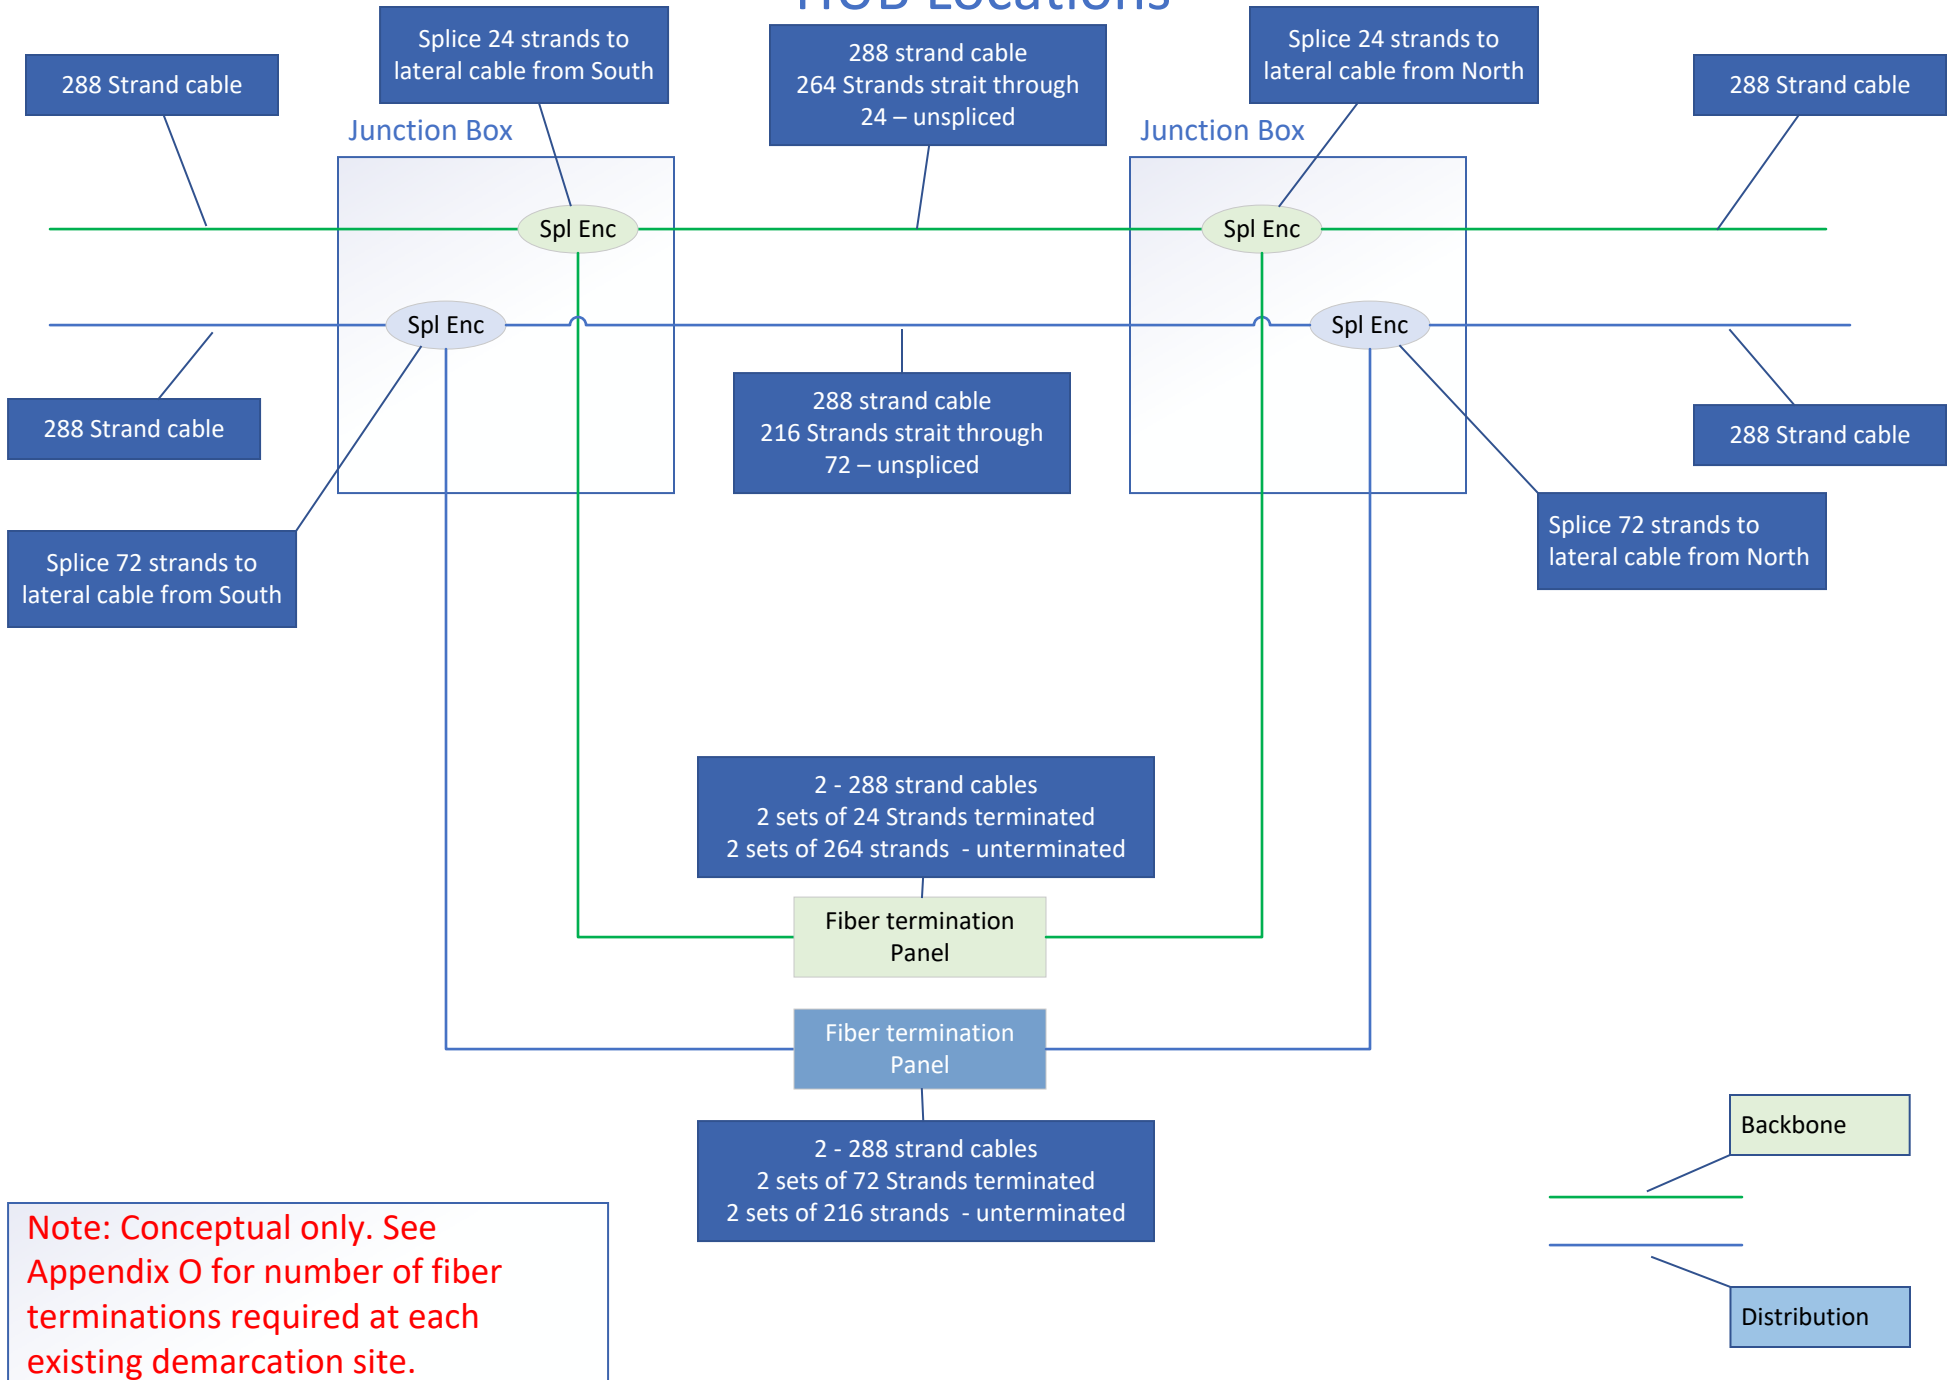 HUB Locations
Splice 24 strands to
lateral cable from South
288 strand cable
264 Strands strait through
24 – unspliced
Splice 24 strands to
lateral cable from North
288 Strand cable
288 Strand cable
Junction Box
Junction Box
Spl Enc
Spl Enc
Spl Enc
Spl Enc
288 Strand cable
288 strand cable
216 Strands strait through
72 – unspliced
288 Strand cable
Splice 72 strands to
lateral cable from South
Splice 72 strands to
lateral cable from North
2 - 288 strand cables
2 sets of 24 Strands terminated
2 sets of 264 strands  - unterminated
Fiber termination
Panel
Fiber termination
Panel
2 - 288 strand cables
2 sets of 72 Strands terminated
2 sets of 216 strands  - unterminated
Backbone
Distribution
Note: Conceptual only. See
Appendix O for number of fiber
terminations required at each
existing demarcation site.